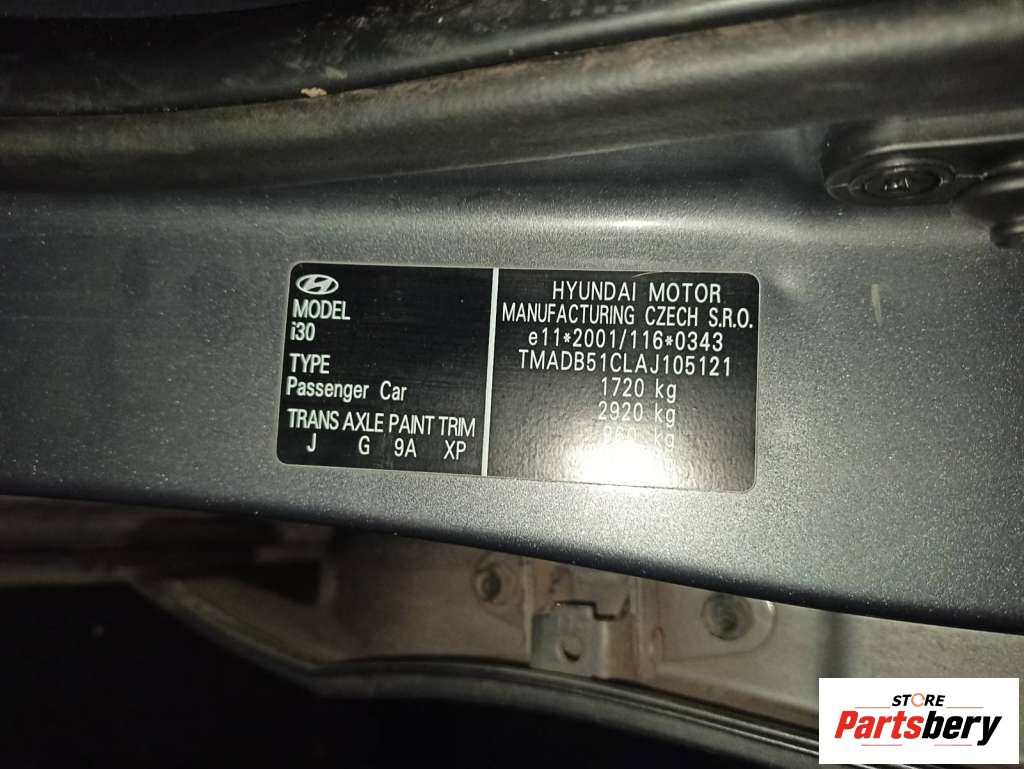 MODEL
i30
TYPE
Passenger Car
TRANS AXLE PAINT TRIM
J G 9A XP
HYUNDAI MOTOR
MANUFACTURING CZECH S.R.O.
e11*2001/116*0343
TMADB51CLAJ105121
1720 kg
2920 kg
kg
STORE
Partsbery